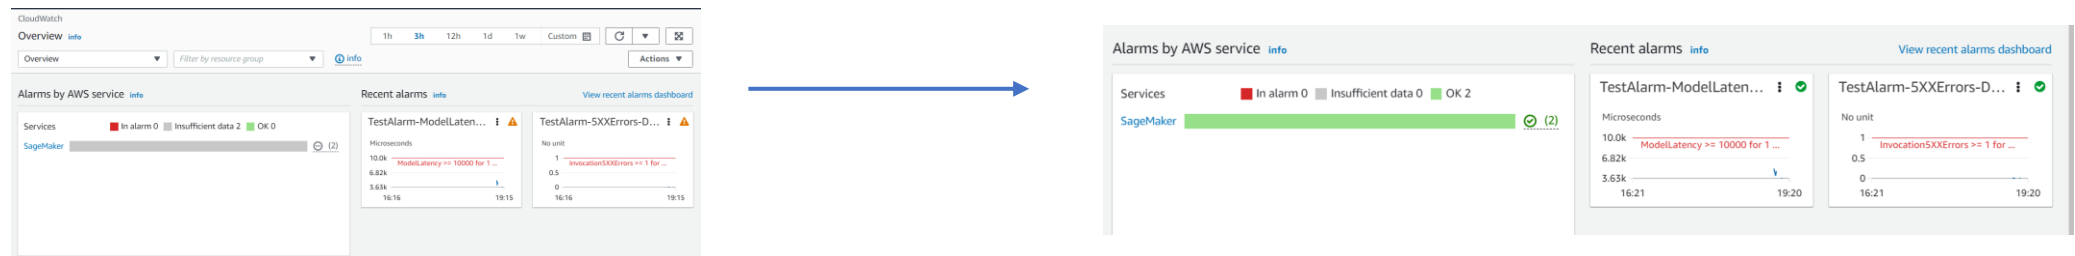 CloudWatch
Overview info
1h 3h 12h 1d 1w Custom
Overview Filter by resource group info Actions
Alarms by AWS service info
Services In alarm 0 Insufficient data 2 OK 0
SageMaker (2)
Recent alarms info View recent alarms dashboard
TestAlarm-ModelLaten...
Microseconds
10.0k
ModelLatency >= 10000 for 1 ...
6.82k
3.63k
16:16 19:15
TestAlarm-5XXErrors-D...
No unit
1
Invocation5XXErrors >= 1 for ...
0.5
0
16:16 19:15
Alarms by AWS service info
Services In alarm 0 Insufficient data 0 OK 2
SageMaker (2)
Recent alarms info View recent alarms dashboard
TestAlarm-ModelLaten...
Microseconds
10.0k
ModelLatency >= 10000 for 1 ...
6.82k
3.63k
16:21 19:20
TestAlarm-5XXErrors-D...
No unit
1
Invocation5XXErrors >= 1 for ...
0.5
0
16:21 19:20